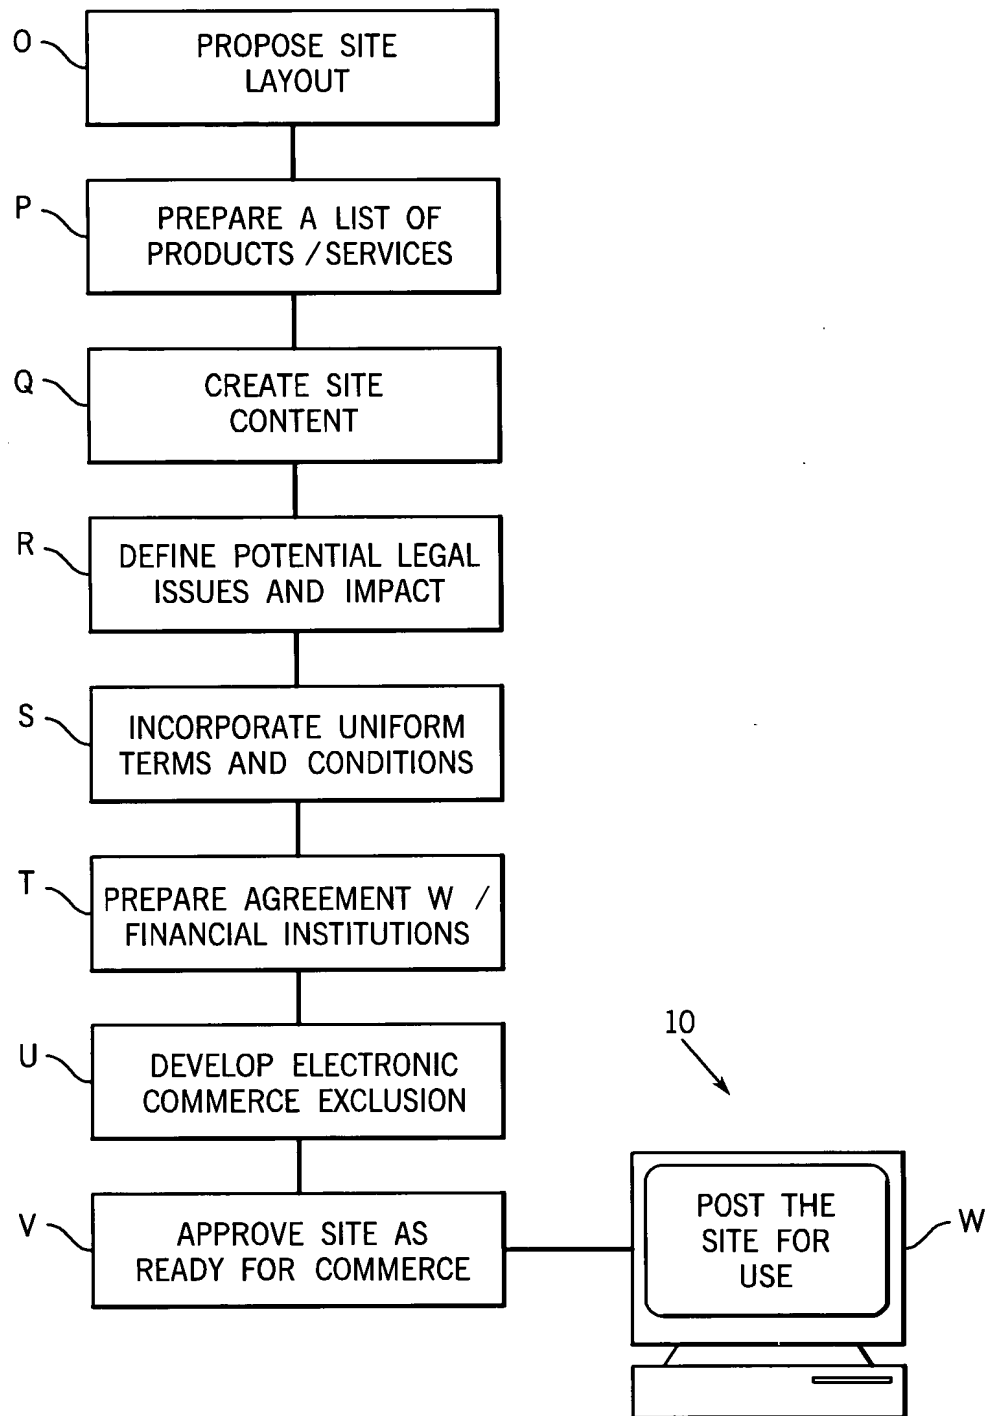 O
PROPOSE SITE
LAYOUT
P
PREPARE A LIST OF
PRODUCTS / SERVICES
Q
CREATE SITE
CONTENT
R
DEFINE POTENTIAL LEGAL
ISSUES AND IMPACT
S
INCORPORATE UNIFORM
TERMS AND CONDITIONS
T
PREPARE AGREEMENT W /
FINANCIAL INSTITUTIONS
U
DEVELOP ELECTRONIC
COMMERCE EXCLUSION
10
V
APPROVE SITE AS
READY FOR COMMERCE
POST THE
SITE FOR
USE
W